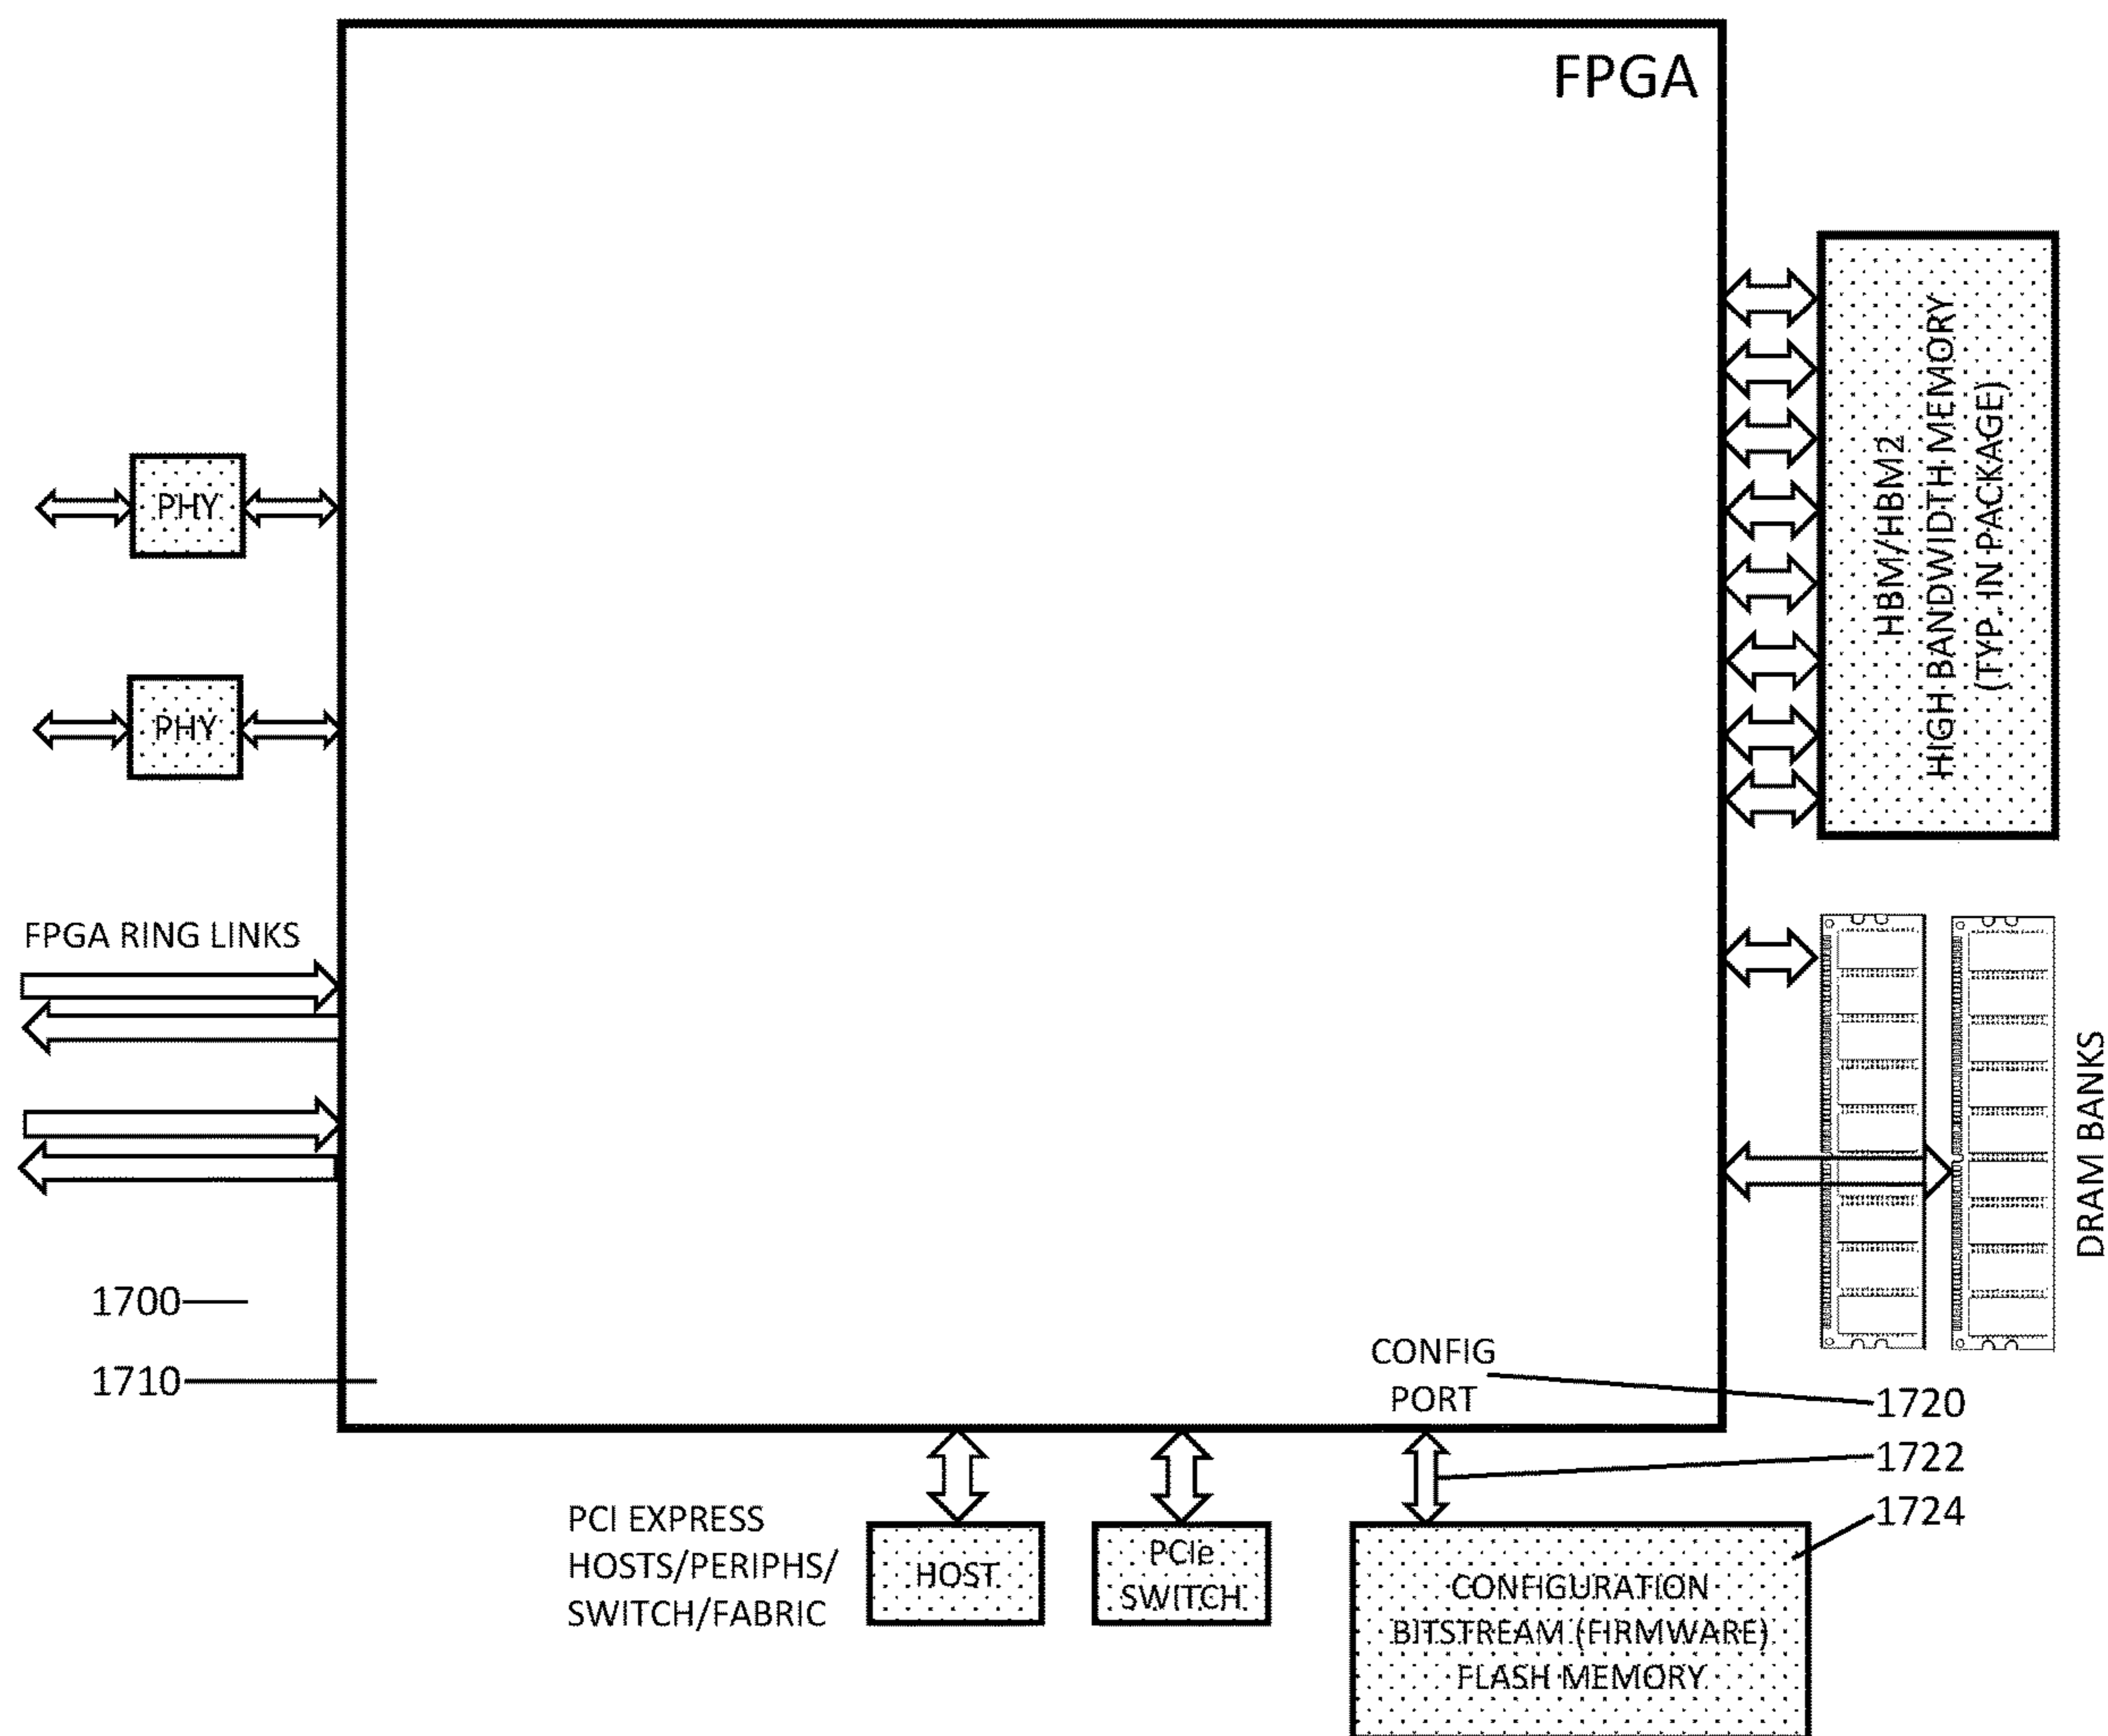 FPGA
PHY
PHY
HBM/HBM2
HIGH BANDWIDTH MEMORY
(TYP. IN PACKAGE)
FPGA RING LINKS
DRAM BANKS
1700
1710
CONFIG
PORT
1720
1722
1724
PCI EXPRESS
HOSTS/PERIPHS/
SWITCH/FABRIC
HOST
PCIe
SWITCH
CONFIGURATION
BITSTREAM (FIRMWARE)
FLASH MEMORY